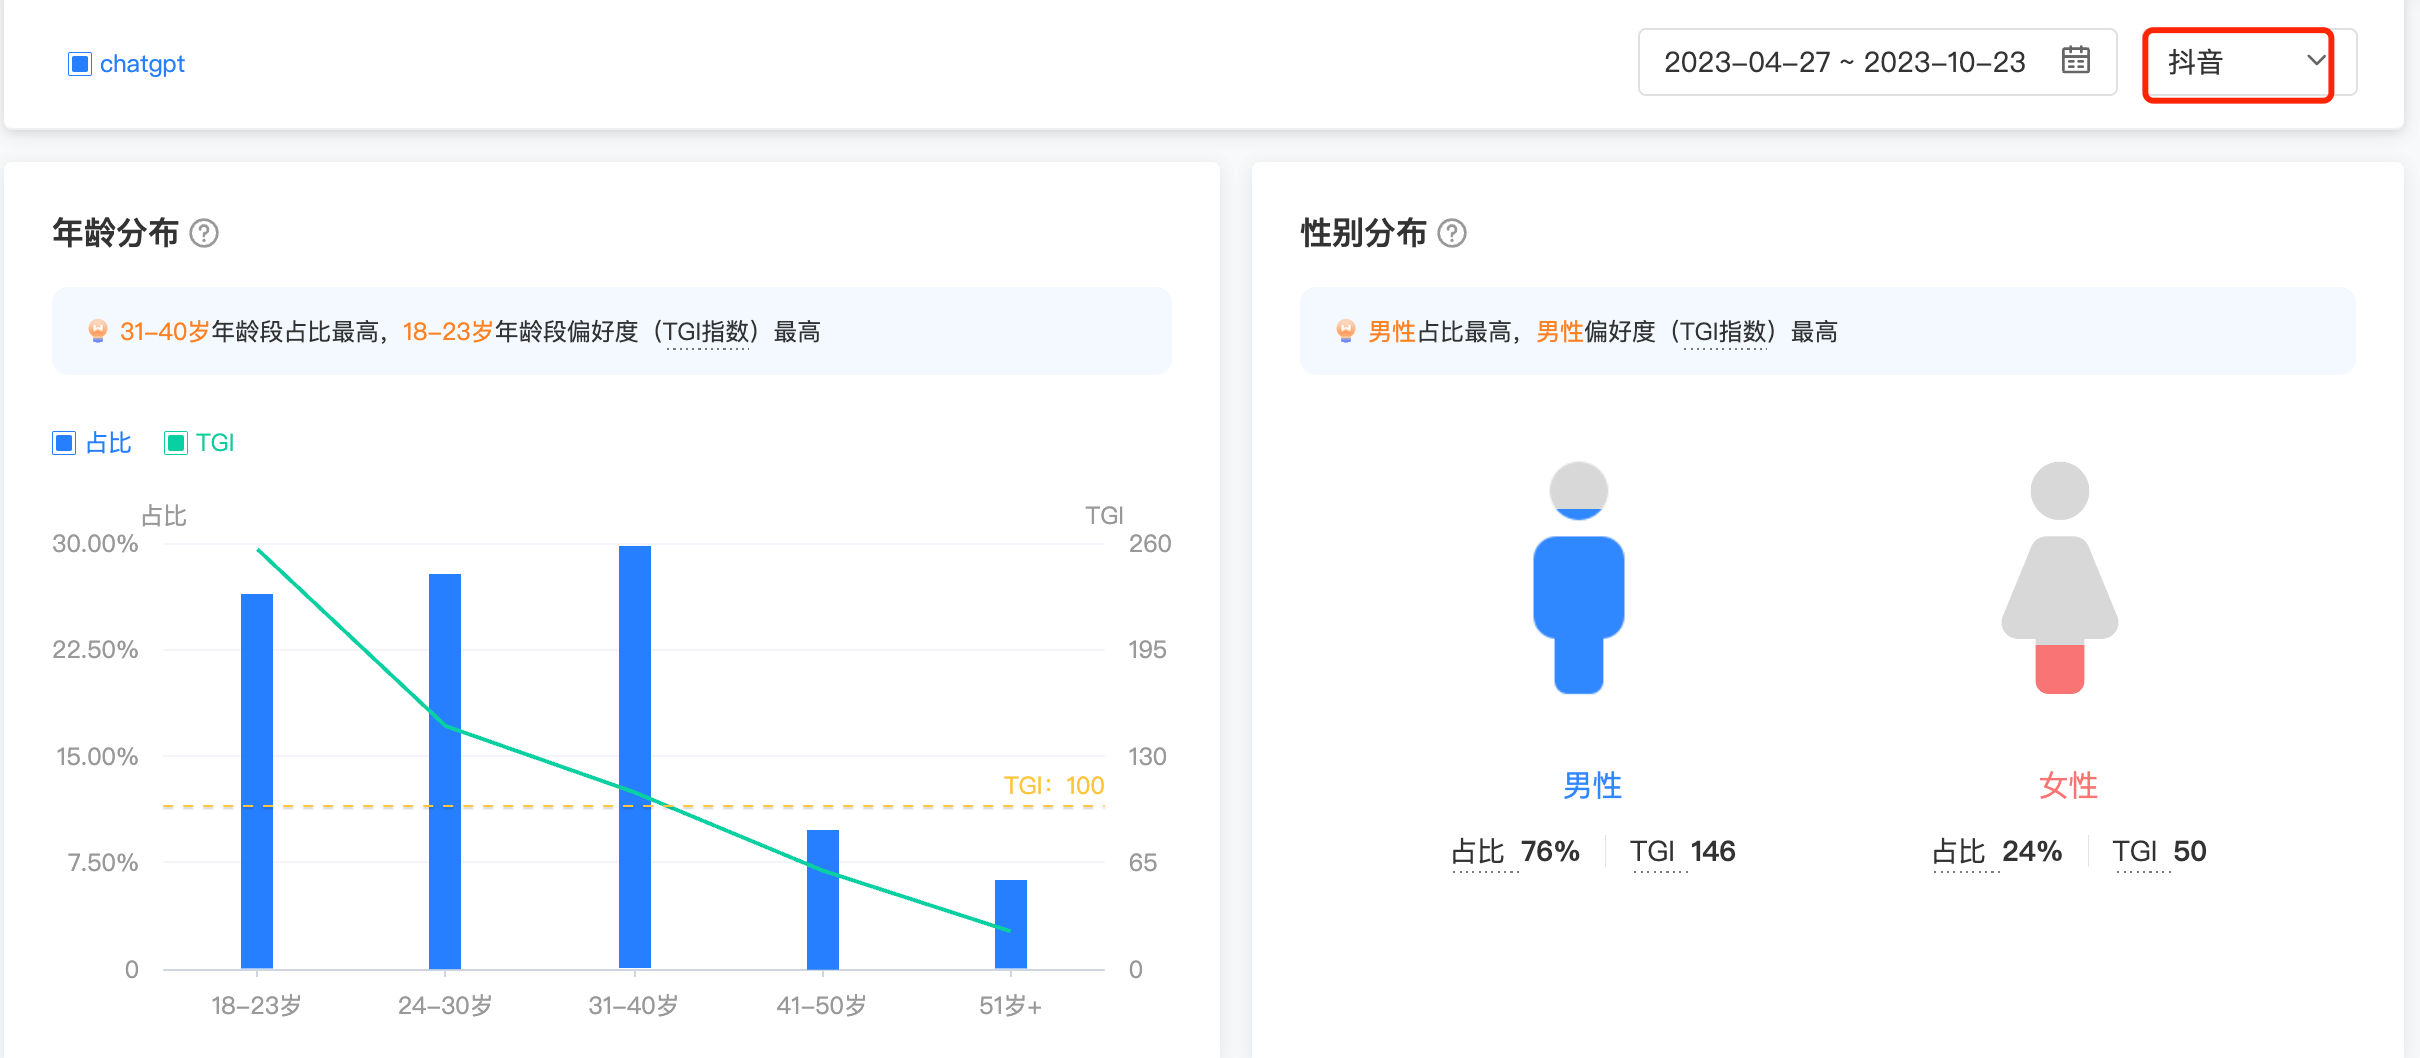 chatgpt
2023-04-27 ~ 2023-10-23
抖音
年龄分布
31-40岁年龄段占比最高，18-23岁年龄段偏好度（TGI指数）最高
占比 TGI
占比
TGI
30.00%
22.50%
15.00%
7.50%
0
260
195
130
65
0
TGI：100
18-23岁
24-30岁
31-40岁
41-50岁
51岁+
性别分布
男性占比最高，男性偏好度（TGI指数）最高
男性
占比 76% TGI 146
女性
占比 24% TGI 50